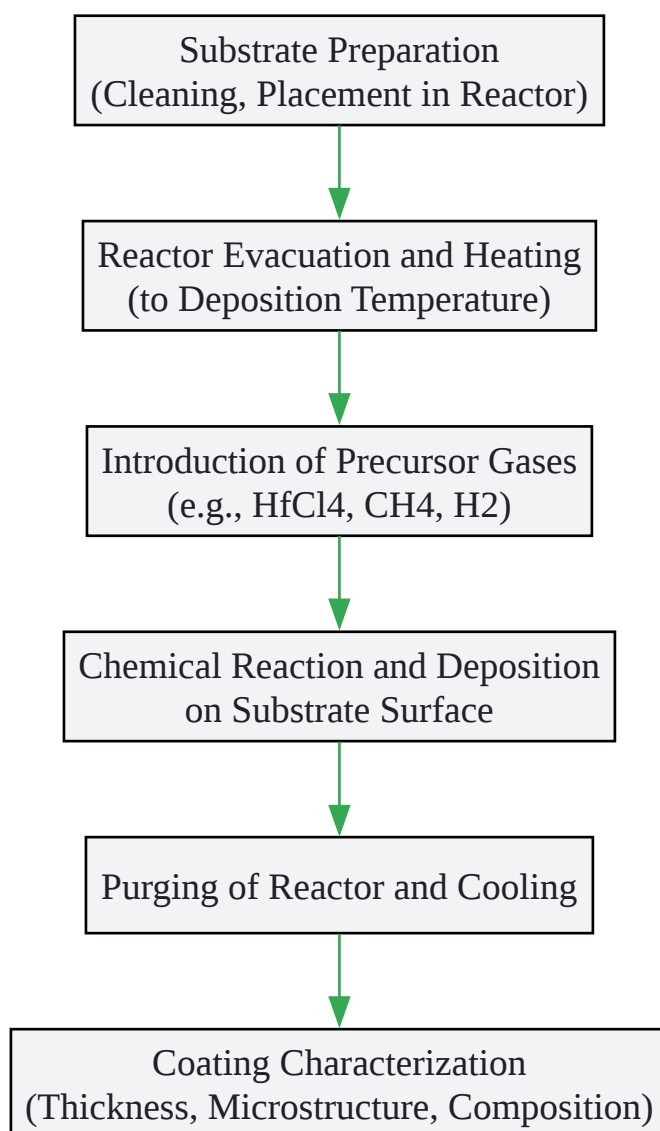 Substrate Preparation
(Cleaning, Placement in Reactor)
Reactor Evacuation and Heating
(to Deposition Temperature)
Introduction of Precursor Gases
(e.g., HfCl4, CH4, H2)
Chemical Reaction and Deposition
on Substrate Surface
Purging of Reactor and Cooling
Coating Characterization
(Thickness, Microstructure, Composition)